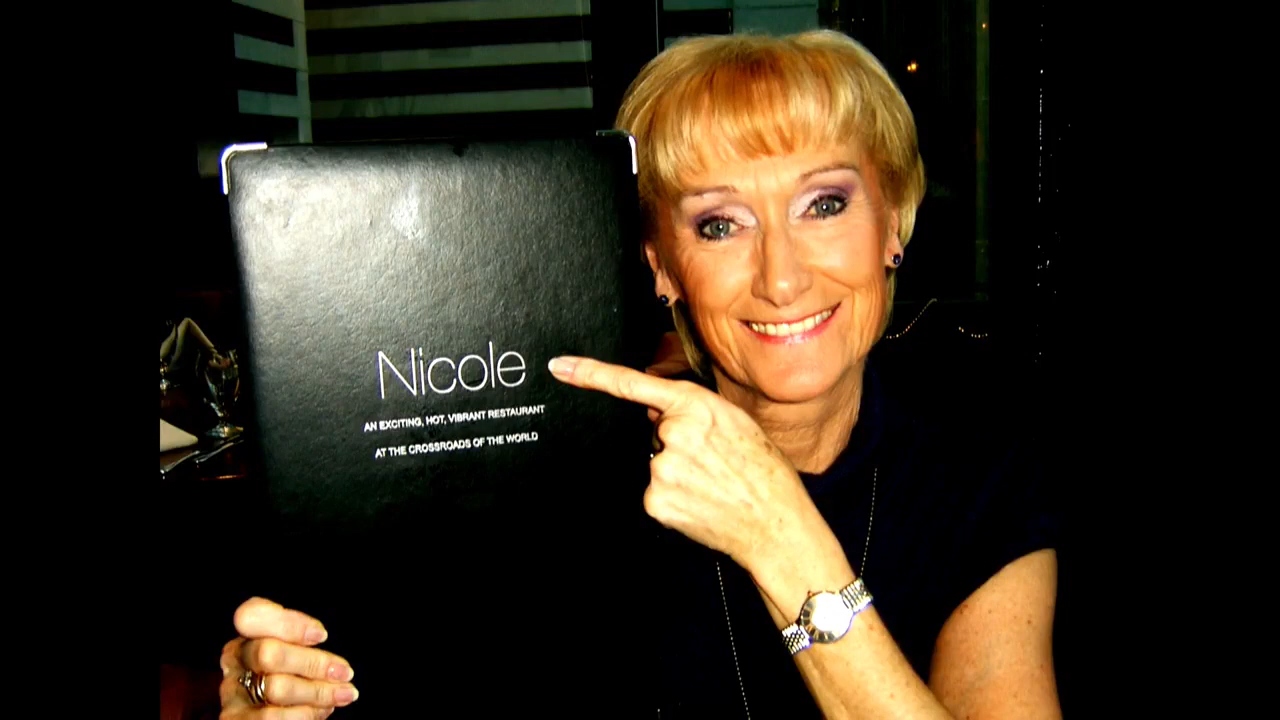 Nicole
AN EXCITING, HOT, VIBRANT RESTAURANT
AT THE CROSSROADS OF THE WORLD